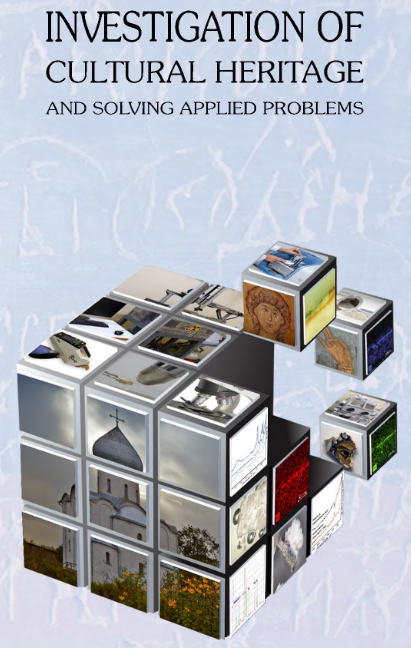 INVESTIGATION OF
CULTURAL HERITAGE
AND SOLVING APPLIED PROBLEMS